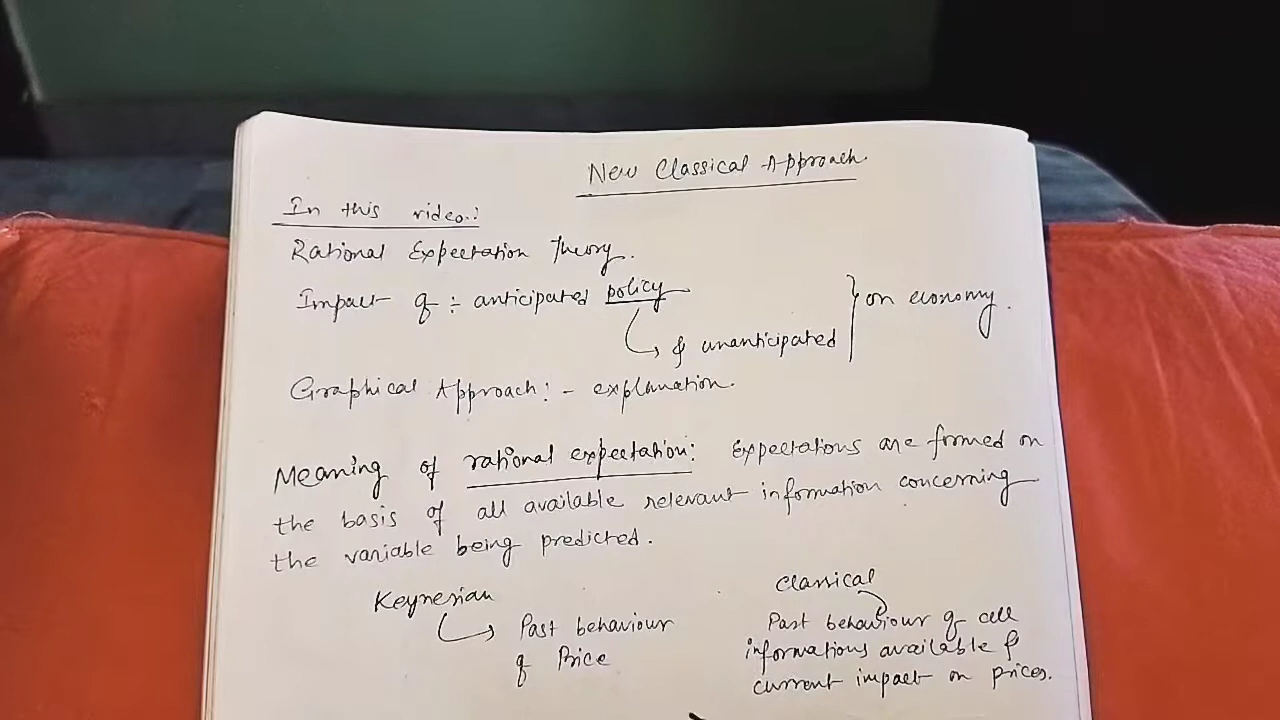 New Classical Approach.
In this video:
Rational Expectation Theory.
Impact of : anticipated policy
& unanticipated
} on economy.
Graphical Approach: - explanation.
Meaning of rational expectation: Expectations are formed on
the basis of all available relevant information concerning
the variable being predicted.
Keynesian
Past behaviour
of Price
Classical
Past behaviour of all
informations available &
current impact on prices.